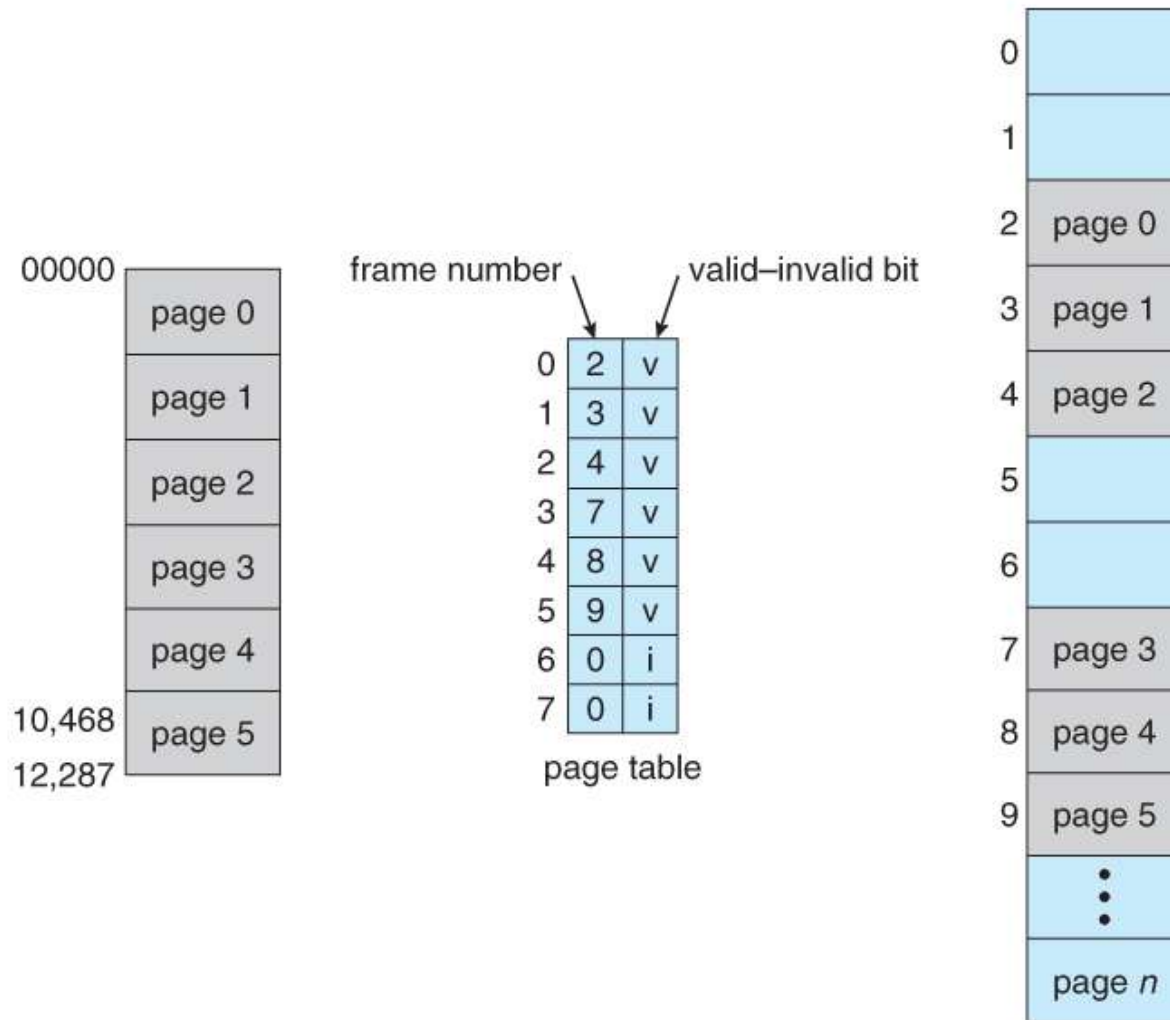 00000
page 0
page 1
page 2
page 3
page 4
10,468
page 5
12,287
frame number
valid–invalid bit
0 2 v
1 3 v
2 4 v
3 7 v
4 8 v
5 9 v
6 0 i
7 0 i
page table
0
1
2 page 0
3 page 1
4 page 2
5
6
7 page 3
8 page 4
9 page 5
page n